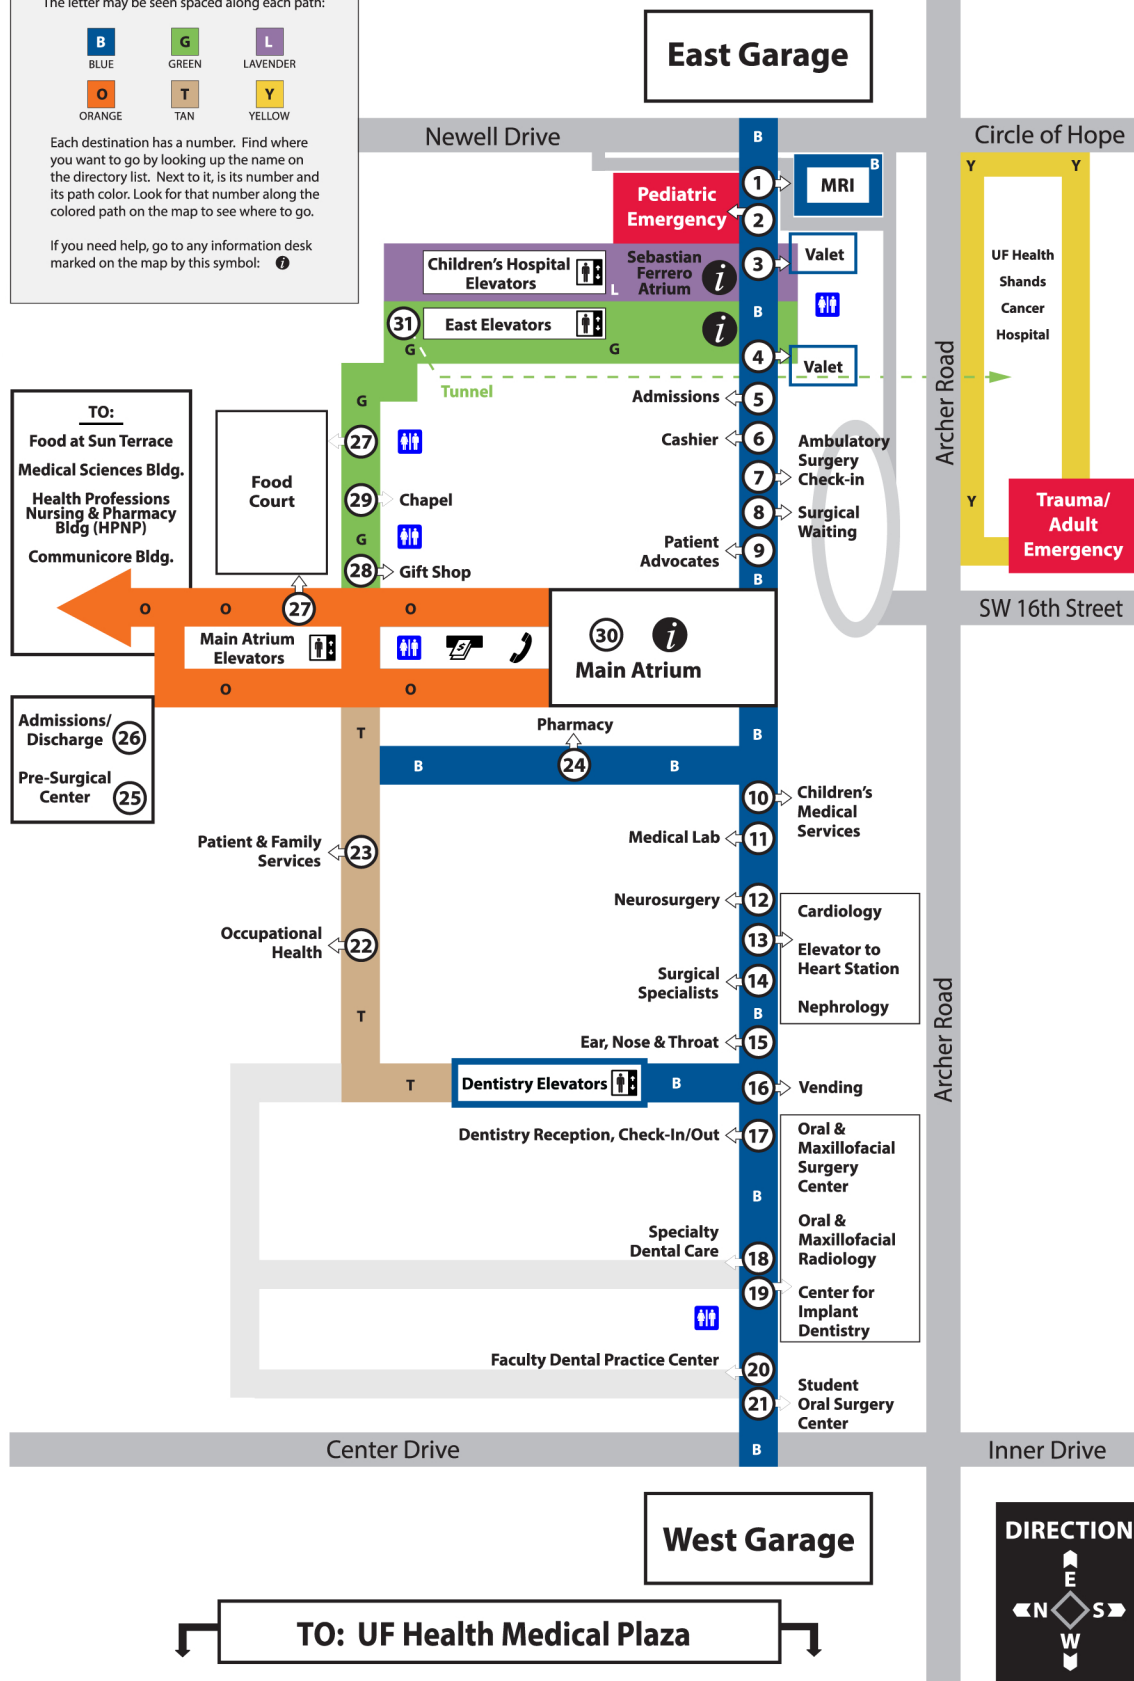 The letter may be seen spaced along each path:
B
G
L
BLUE
GREEN
LAVENDER
O
T
Y
ORANGE
TAN
YELLOW
Each destination has a number. Find where
you want to go by looking up the name on
the directory list. Next to it, is its number and
its path color. Look for that number along the
colored path on the map to see where to go.
If you need help, go to any information desk
marked on the map by this symbol: i
East Garage
Newell Drive
B
Circle of Hope
1
MRI
B
Y
Y
Pediatric
Emergency
2
Children's Hospital
Elevators
L
Sebastian
Ferrero
Atrium
i
3
Valet
UF Health
Shands
Cancer
Hospital
31
East Elevators
i
B
G
G
4
Valet
Tunnel
Archer Road
TO:
Food at Sun Terrace
Medical Sciences Bldg.
Health Professions
Nursing & Pharmacy
Bldg (HPNP)
Communicore Bldg.
G
Food
Court
27
29
Chapel
G
28
Gift Shop
Admissions
5
Cashier
6
7
Ambulatory
Surgery
Check-in
8
Surgical
Waiting
Patient
Advocates
9
B
Y
Trauma/
Adult
Emergency
SW 16th Street
O
O
27
O
Main Atrium
Elevators
$
30
i
Main Atrium
O
O
Admissions/
Discharge
26
Pre-Surgical
Center
25
T
Pharmacy
B
B
24
B
10
Children's
Medical
Services
Medical Lab
11
Patient & Family
Services
23
Neurosurgery
12
Cardiology
13
Elevator to
Heart Station
Nephrology
Occupational
Health
22
Surgical
Specialists
14
T
B
Ear, Nose & Throat
15
Archer Road
T
Dentistry Elevators
B
16
Vending
Dentistry Reception, Check-In/Out
17
Oral &
Maxillofacial
Surgery
Center
B
Oral &
Maxillofacial
Radiology
Specialty
Dental Care
18
19
Center for
Implant
Dentistry
Faculty Dental Practice Center
20
21
Student
Oral Surgery
Center
Center Drive
B
Inner Drive
West Garage
DIRECTION
E
N
S
W
TO: UF Health Medical Plaza